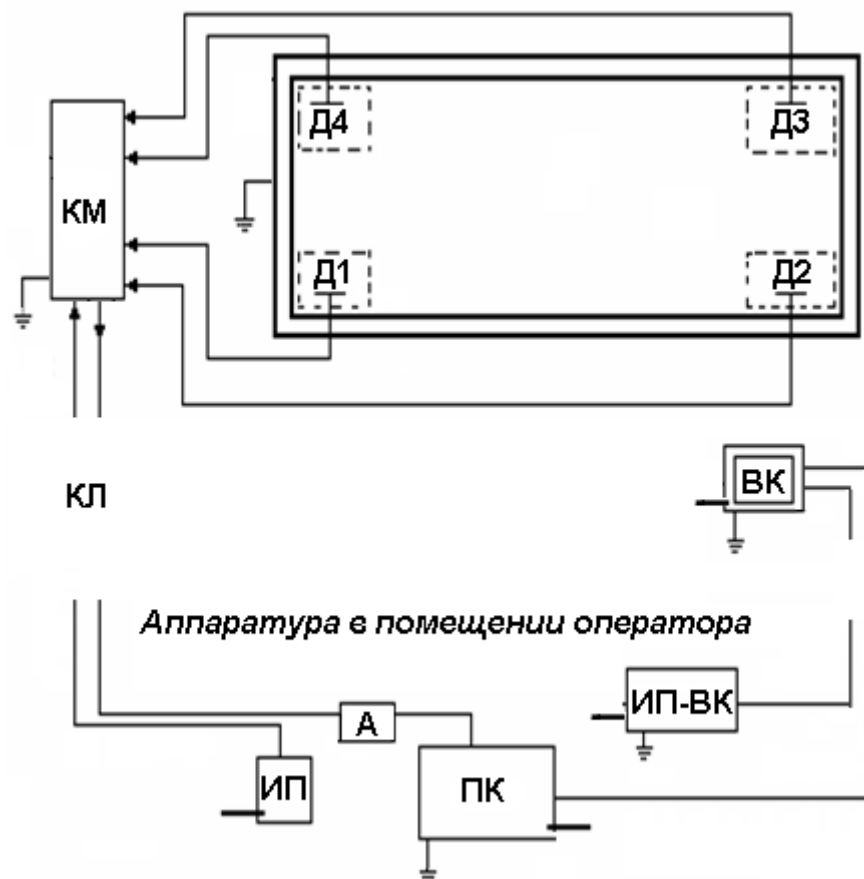 Д4
Д3
КМ
Д1
Д2
ВК
КЛ
Аппаратура в помещении оператора
ИП-ВК
А
ИП
ПК